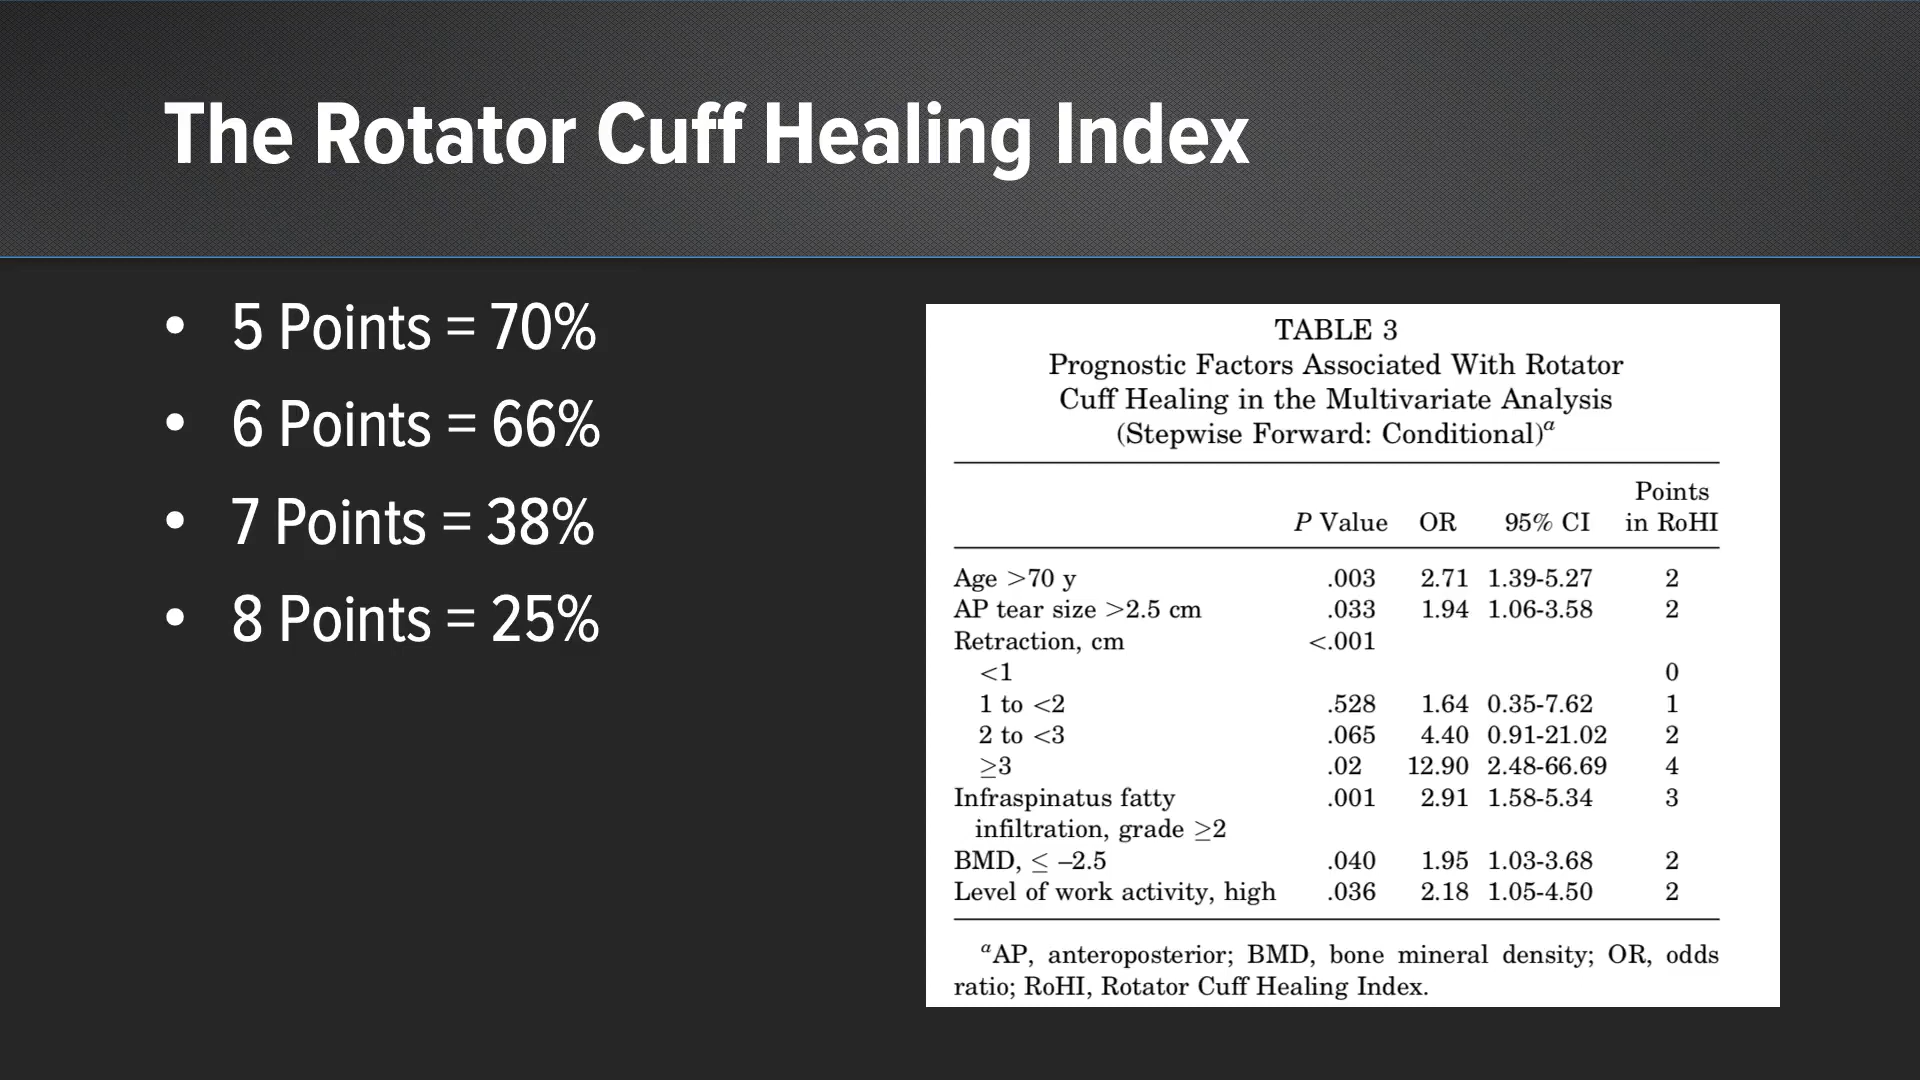 The Rotator Cuff Healing Index
• 5 Points = 70%
• 6 Points = 66%
• 7 Points = 38%
• 8 Points = 25%
TABLE 3
Prognostic Factors Associated With Rotator
Cuff Healing in the Multivariate Analysis
(Stepwise Forward: Conditional)a
Points
P Value OR 95% CI in RoHI
Age >70 y .003 2.71 1.39-5.27 2
AP tear size >2.5 cm .033 1.94 1.06-3.58 2
Retraction, cm <.001
<1 0
1 to <2 .528 1.64 0.35-7.62 1
2 to <3 .065 4.40 0.91-21.02 2
≥3 .02 12.90 2.48-66.69 4
Infraspinatus fatty .001 2.91 1.58-5.34 3
infiltration, grade ≥2
BMD, ≤ –2.5 .040 1.95 1.03-3.68 2
Level of work activity, high .036 2.18 1.05-4.50 2
aAP, anteroposterior; BMD, bone mineral density; OR, odds
ratio; RoHI, Rotator Cuff Healing Index.